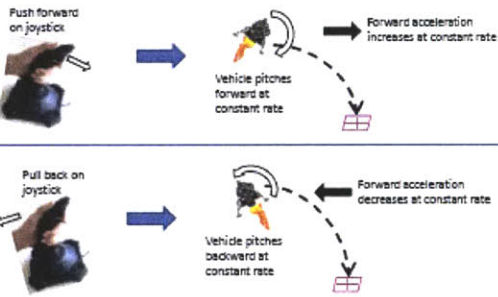 Push forward
on joystick
Vehicle pitches
forward at
constant rate
Forward acceleration
increases at constant rate
Pull back on
joystick
Vehicle pitches
backward at
constant rate
Forward acceleration
decreases at constant rate